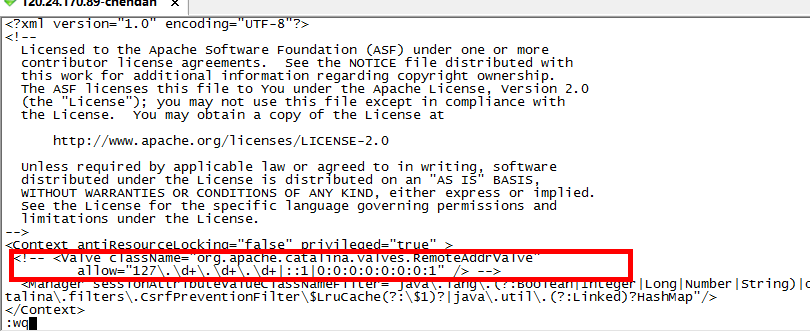 120.24.170.89-chendan
<?xml version="1.0" encoding="UTF-8"?>
<!--
Licensed to the Apache Software Foundation (ASF) under one or more
contributor license agreements.  See the NOTICE file distributed with
this work for additional information regarding copyright ownership.
The ASF licenses this file to You under the Apache License, Version 2.0
(the "License"); you may not use this file except in compliance with
the License.  You may obtain a copy of the License at
http://www.apache.org/licenses/LICENSE-2.0
Unless required by applicable law or agreed to in writing, software
distributed under the License is distributed on an "AS IS" BASIS,
WITHOUT WARRANTIES OR CONDITIONS OF ANY KIND, either express or implied.
See the License for the specific language governing permissions and
limitations under the License.
-->
<Context antiResourceLocking="false" privileged="true" >
<!-- <Valve className="org.apache.catalina.valves.RemoteAddrValve"
allow="127\.\d+\.\d+\.\d+|::1|0:0:0:0:0:0:0:1" /> -->
<Manager sessionAttributeValueClassNameFilter="java\.lang\.(?:Boolean|Integer|Long|Number|String)|
talina\.filters\.CsrfPreventionFilter\$LruCache(?:\$1)?|java\.util\.(?:Linked)?HashMap"/>
</Context>
:wq